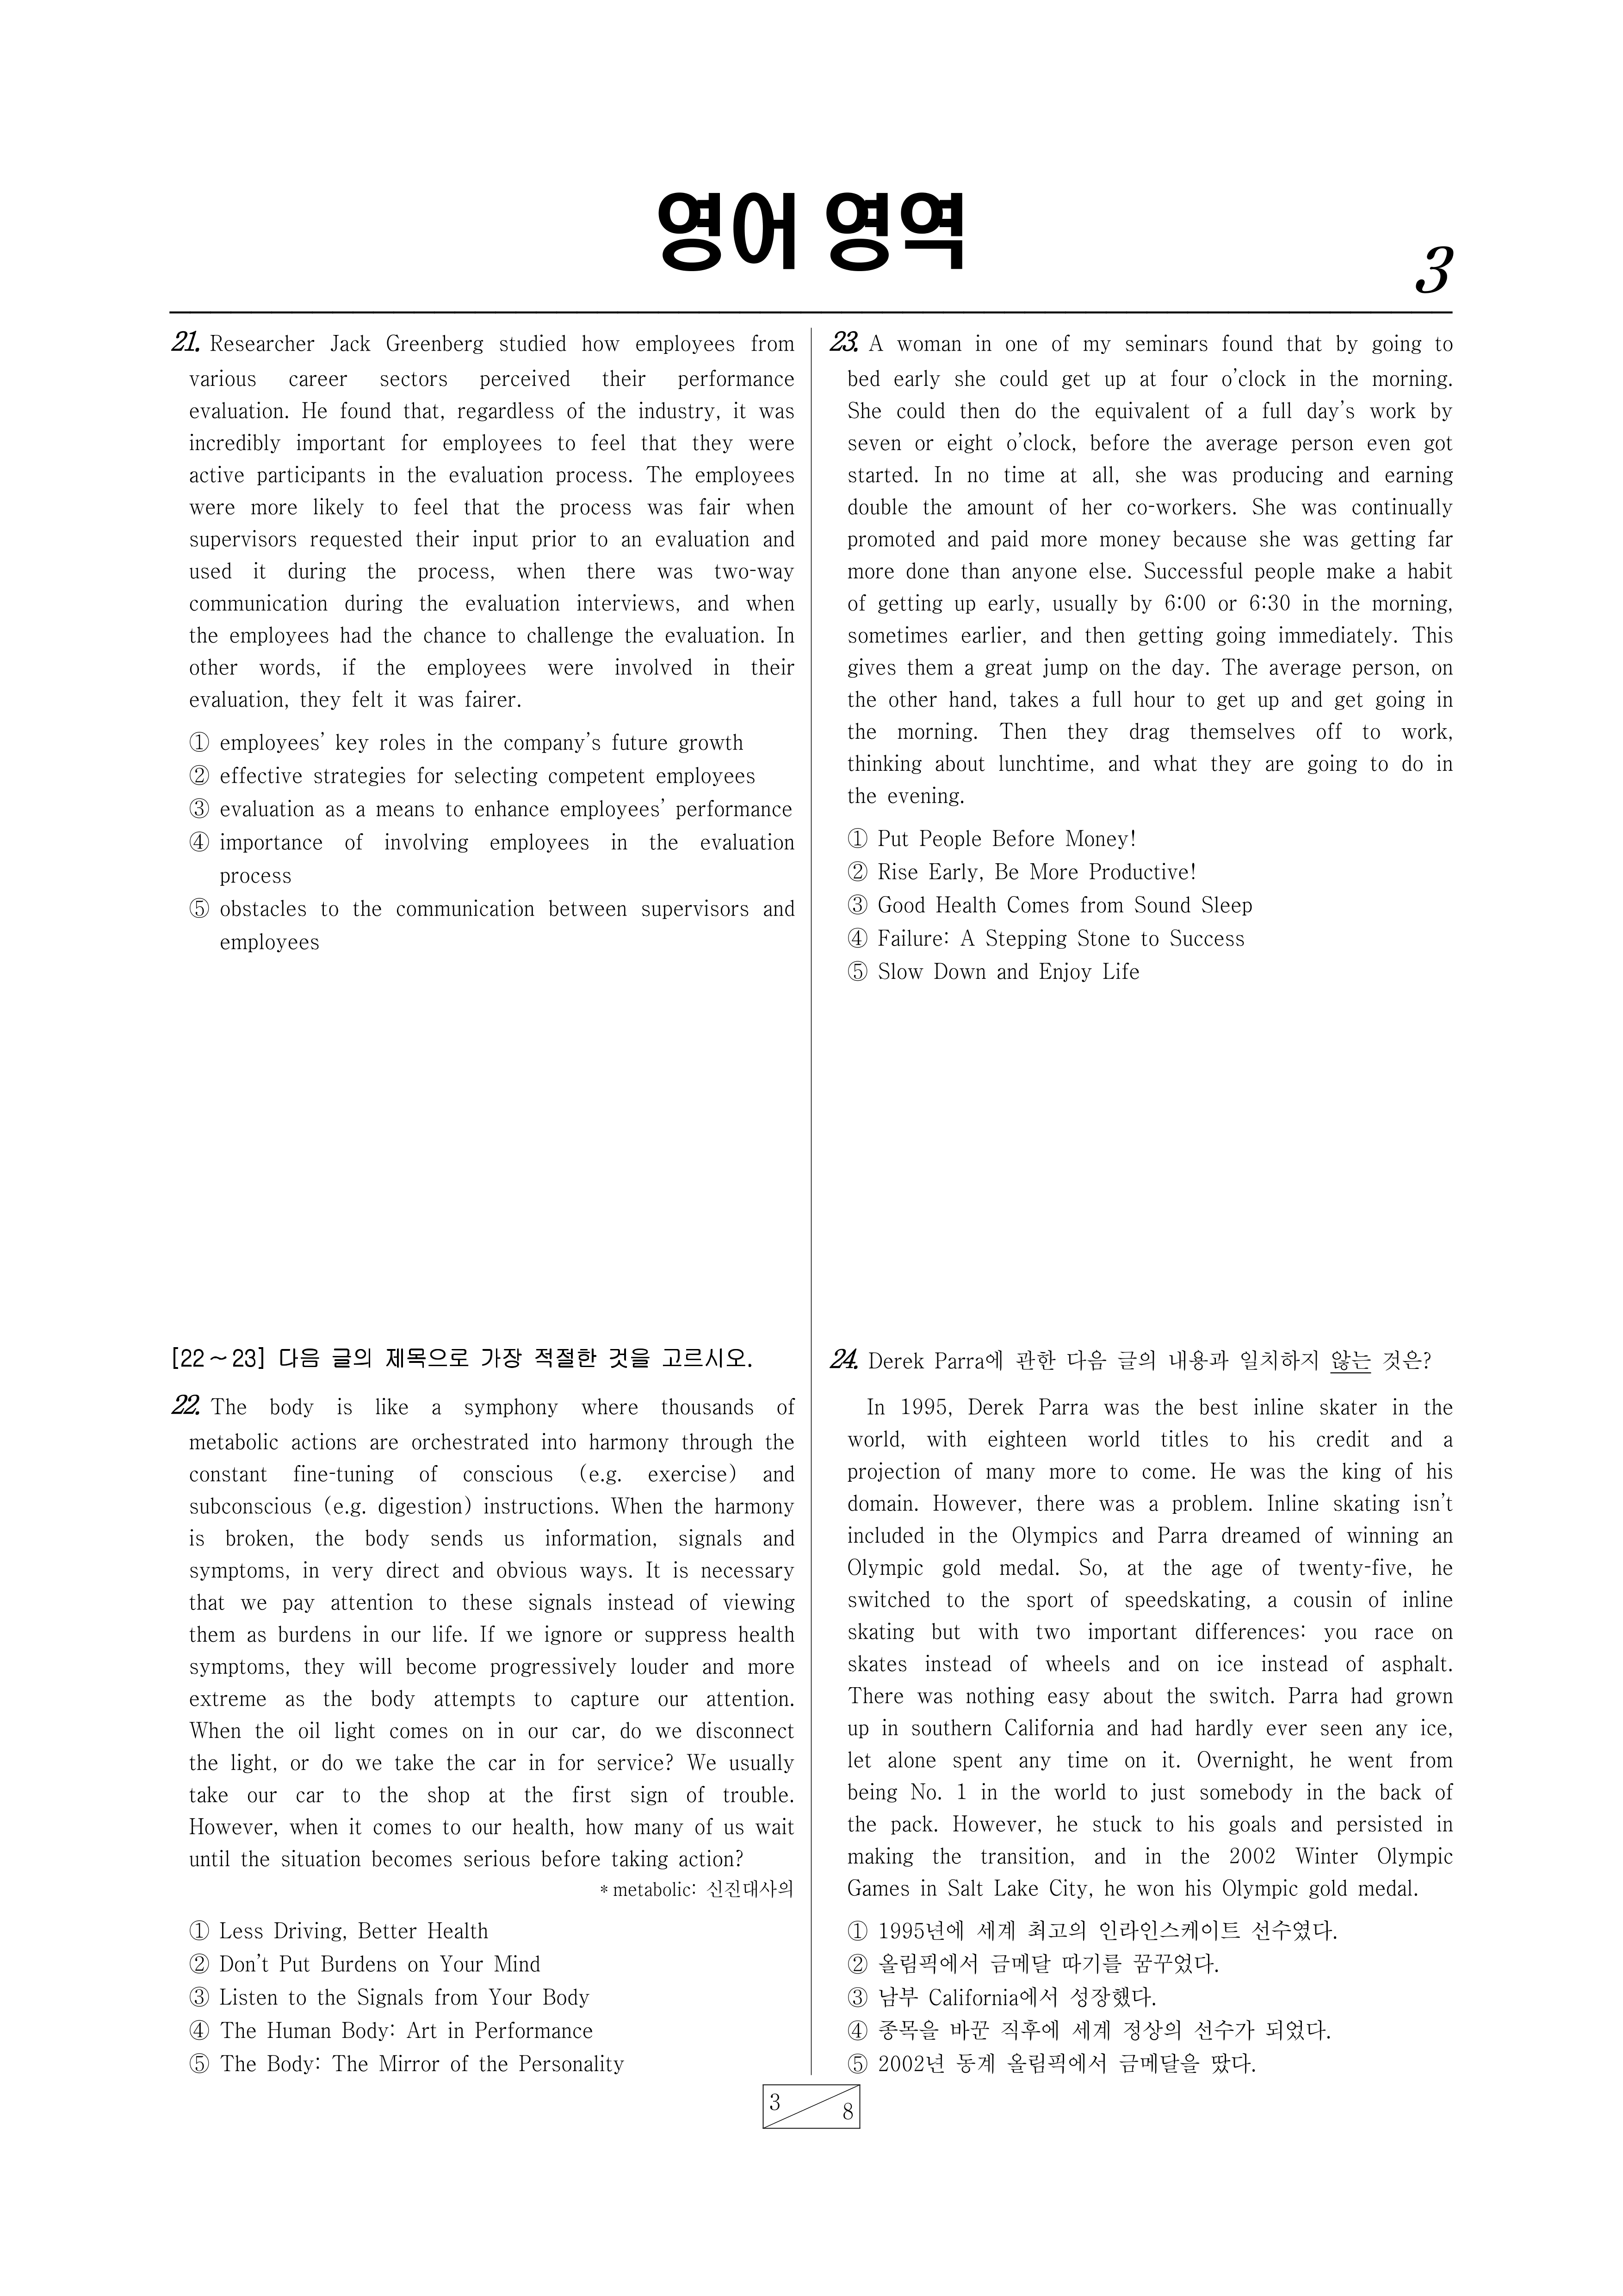 영어 영역
3
21. Researcher Jack Greenberg studied how employees from
various career sectors perceived their performance
evaluation. He found that, regardless of the industry, it was
incredibly important for employees to feel that they were
active participants in the evaluation process. The employees
were more likely to feel that the process was fair when
supervisors requested their input prior to an evaluation and
used it during the process, when there was two-way
communication during the evaluation interviews, and when
the employees had the chance to challenge the evaluation. In
other words, if the employees were involved in their
evaluation, they felt it was fairer.
① employees’ key roles in the company’s future growth
② effective strategies for selecting competent employees
③ evaluation as a means to enhance employees’ performance
④ importance of involving employees in the evaluation
process
⑤ obstacles to the communication between supervisors and
employees
[22~23] 다음 글의 제목으로 가장 적절한 것을 고르시오.
22. The body is like a symphony where thousands of
metabolic actions are orchestrated into harmony through the
constant fine-tuning of conscious (e.g. exercise) and
subconscious (e.g. digestion) instructions. When the harmony
is broken, the body sends us information, signals and
symptoms, in very direct and obvious ways. It is necessary
that we pay attention to these signals instead of viewing
them as burdens in our life. If we ignore or suppress health
symptoms, they will become progressively louder and more
extreme as the body attempts to capture our attention.
When the oil light comes on in our car, do we disconnect
the light, or do we take the car in for service? We usually
take our car to the shop at the first sign of trouble.
However, when it comes to our health, how many of us wait
until the situation becomes serious before taking action?
* metabolic: 신진대사의
① Less Driving, Better Health
② Don’t Put Burdens on Your Mind
③ Listen to the Signals from Your Body
④ The Human Body: Art in Performance
⑤ The Body: The Mirror of the Personality
23. A woman in one of my seminars found that by going to
bed early she could get up at four o’clock in the morning.
She could then do the equivalent of a full day’s work by
seven or eight o’clock, before the average person even got
started. In no time at all, she was producing and earning
double the amount of her co-workers. She was continually
promoted and paid more money because she was getting far
more done than anyone else. Successful people make a habit
of getting up early, usually by 6:00 or 6:30 in the morning,
sometimes earlier, and then getting going immediately. This
gives them a great jump on the day. The average person, on
the other hand, takes a full hour to get up and get going in
the morning. Then they drag themselves off to work,
thinking about lunchtime, and what they are going to do in
the evening.
① Put People Before Money!
② Rise Early, Be More Productive!
③ Good Health Comes from Sound Sleep
④ Failure: A Stepping Stone to Success
⑤ Slow Down and Enjoy Life
24. Derek Parra에 관한 다음 글의 내용과 일치하지 않는 것은?
In 1995, Derek Parra was the best inline skater in the
world, with eighteen world titles to his credit and a
projection of many more to come. He was the king of his
domain. However, there was a problem. Inline skating isn’t
included in the Olympics and Parra dreamed of winning an
Olympic gold medal. So, at the age of twenty-five, he
switched to the sport of speedskating, a cousin of inline
skating but with two important differences: you race on
skates instead of wheels and on ice instead of asphalt.
There was nothing easy about the switch. Parra had grown
up in southern California and had hardly ever seen any ice,
let alone spent any time on it. Overnight, he went from
being No. 1 in the world to just somebody in the back of
the pack. However, he stuck to his goals and persisted in
making the transition, and in the 2002 Winter Olympic
Games in Salt Lake City, he won his Olympic gold medal.
① 1995년에 세계 최고의 인라인스케이트 선수였다.
② 올림픽에서 금메달 따기를 꿈꾸었다.
③ 남부 California에서 성장했다.
④ 종목을 바꾼 직후에 세계 정상의 선수가 되었다.
⑤ 2002년 동계 올림픽에서 금메달을 땄다.
3
8